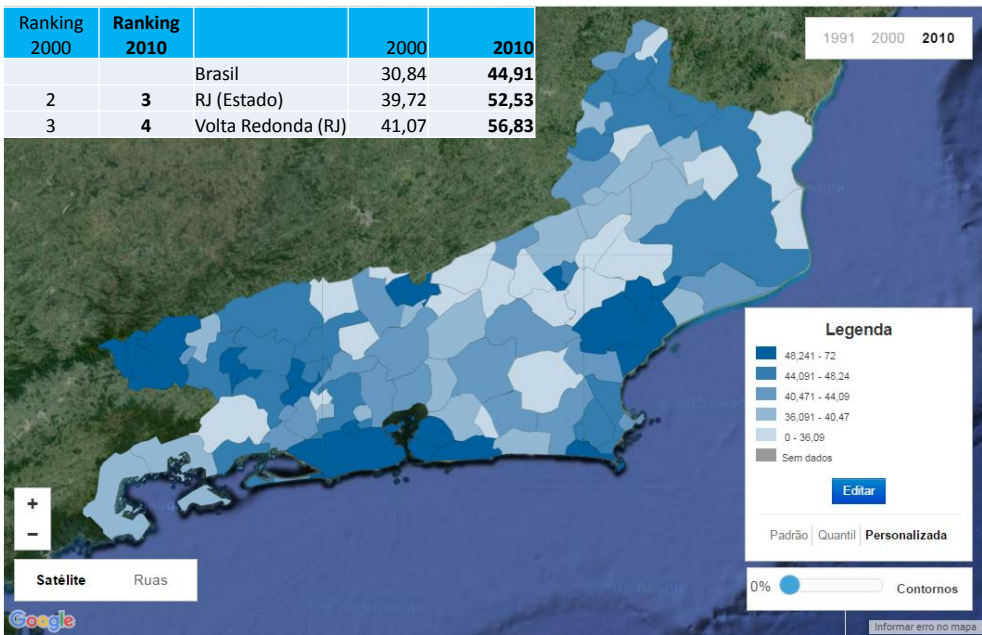 Ranking 2000 Ranking 2010 2000 2010
Brasil 30,84 44,91
2 3 RJ (Estado) 39,72 52,53
3 4 Volta Redonda (RJ) 41,07 56,83
1991 2000 2010
Legenda
48,241 - 72
44,091 - 48,24
40,471 - 44,09
36,091 - 40,47
0 - 36,09
Sem dados
Editar
Padrão Quantil Personalizada
+
−
Satélite Ruas
0% Contornos
Google
Informar erro no mapa